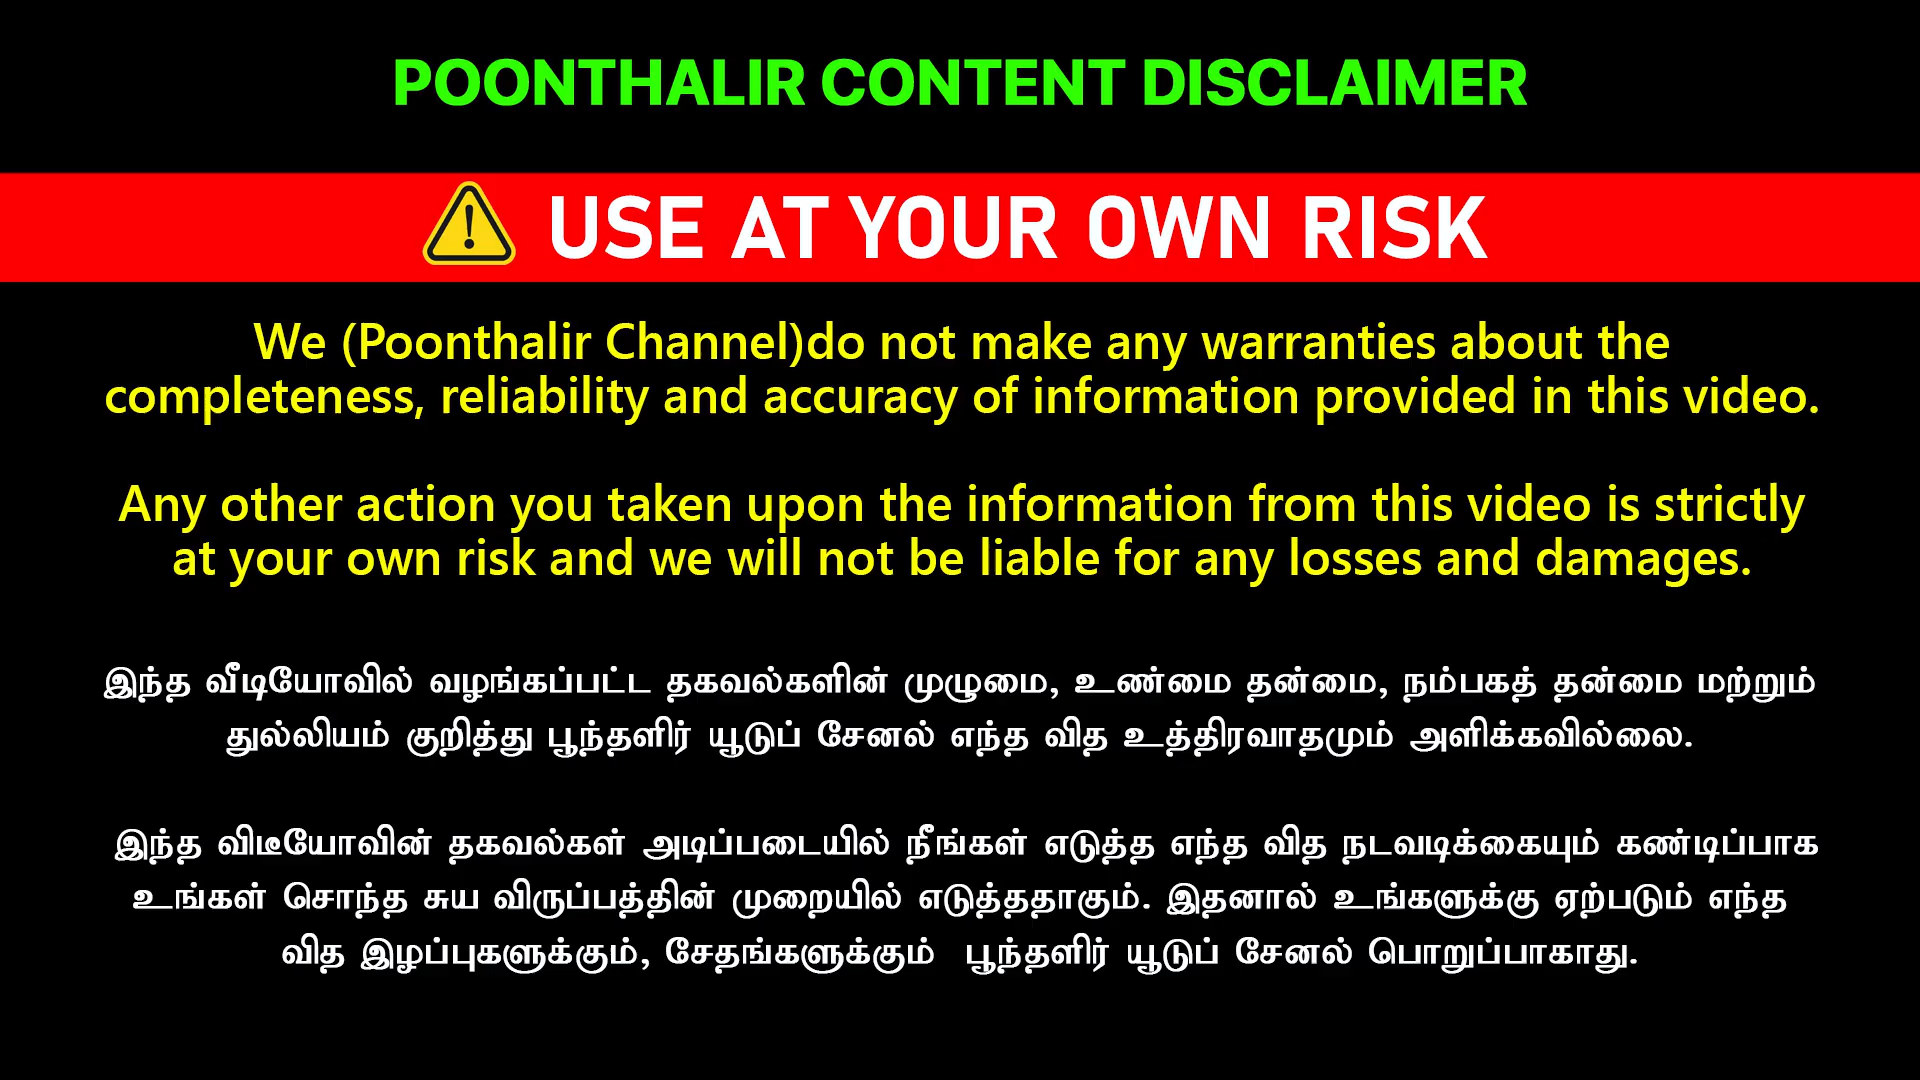 POONTHALIR CONTENT DISCLAIMER
USE AT YOUR OWN RISK
We (Poonthalir Channel)do not make any warranties about the
completeness, reliability and accuracy of information provided in this video.
Any other action you taken upon the information from this video is strictly
at your own risk and we will not be liable for any losses and damages.
இந்த வீடியோவில் வழங்கப்பட்ட தகவல்களின் முழுமை, உண்மை தன்மை, நம்பகத் தன்மை மற்றும்
துல்லியம் குறித்து பூந்தளிர் யூடுப் சேனல் எந்த வித உத்திரவாதமும் அளிக்கவில்லை.
இந்த விடீயோவின் தகவல்கள் அடிப்படையில் நீங்கள் எடுத்த எந்த வித நடவடிக்கையும் கண்டிப்பாக
உங்கள் சொந்த சுய விருப்பத்தின் முறையில் எடுத்ததாகும். இதனால் உங்களுக்கு ஏற்படும் எந்த
வித இழப்புகளுக்கும், சேதங்களுக்கும் பூந்தளிர் யூடுப் சேனல் பொறுப்பாகாது.